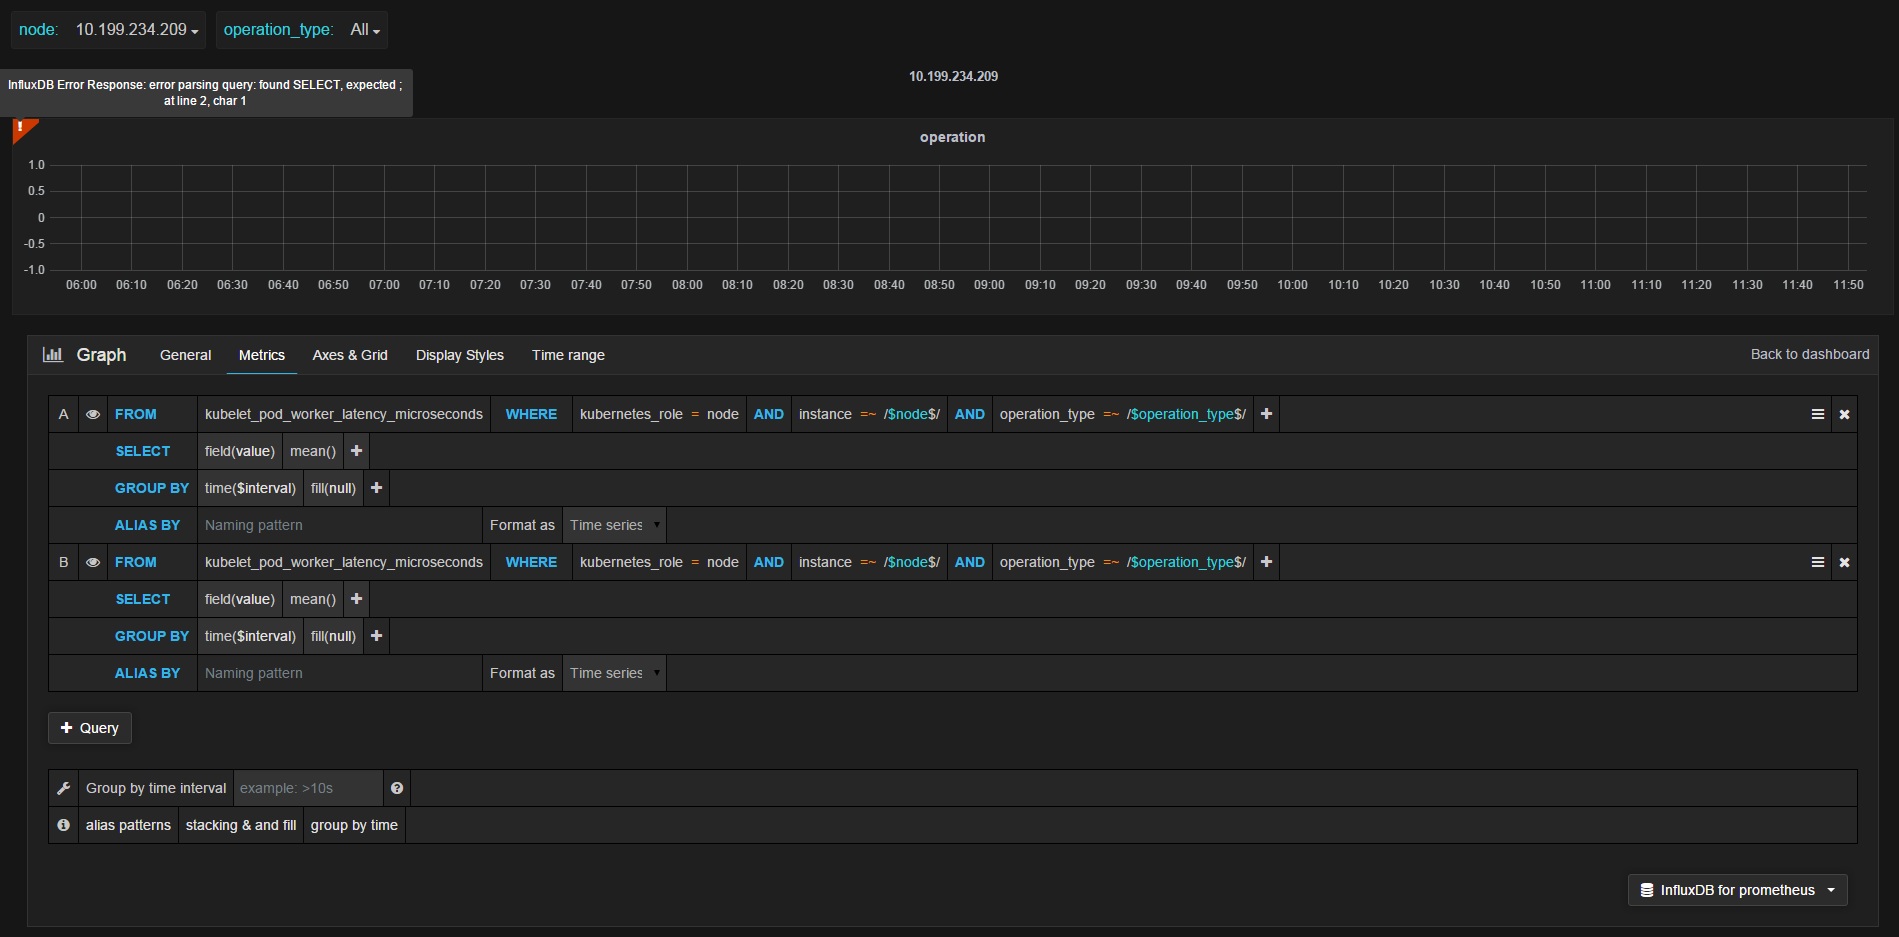 node: 10.199.234.209 operation_type: All
InfluxDB Error Response: error parsing query: found SELECT, expected ;
at line 2, char 1
10.199.234.209
!
operation
1.0
0.5
0
-0.5
-1.0
06:00 06:10 06:20 06:30 06:40 06:50 07:00 07:10 07:20 07:30 07:40 07:50 08:00 08:10 08:20 08:30 08:40 08:50 09:00 09:10 09:20 09:30 09:40 09:50 10:00 10:10 10:20 10:30 10:40 10:50 11:00 11:10 11:20 11:30 11:40 11:50
Graph General Metrics Axes & Grid Display Styles Time range Back to dashboard
A FROM kubelet_pod_worker_latency_microseconds WHERE kubernetes_role = node AND instance =~ /$node$/ AND operation_type =~ /$operation_type$/
SELECT field(value) mean()
GROUP BY time($interval) fill(null)
ALIAS BY Naming pattern Format as Time series
B FROM kubelet_pod_worker_latency_microseconds WHERE kubernetes_role = node AND instance =~ /$node$/ AND operation_type =~ /$operation_type$/
SELECT field(value) mean()
GROUP BY time($interval) fill(null)
ALIAS BY Naming pattern Format as Time series
+ Query
Group by time interval example: >10s ?
alias patterns stacking & and fill group by time
InfluxDB for prometheus